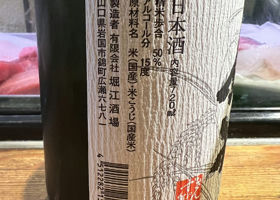 日本酒
内容量720ml
精米歩合 50%
アルコール分 15度
原材料名 米(国産)・米こうじ(国産米)
製造者 有限会社 堀江酒場
山口県岩国市錦町広瀬六七八一